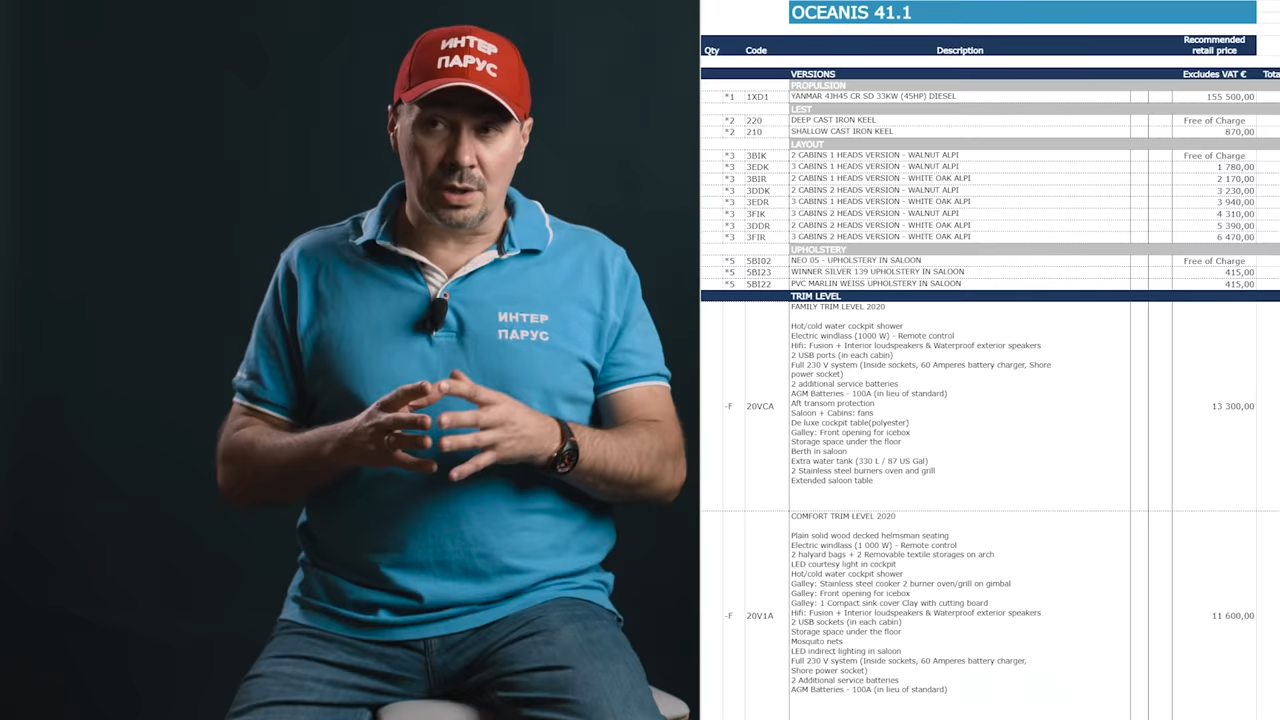 ИНТЕР
ПАРУС
ИНТЕР
ПАРУС
OCEANIS 41.1
Qty Code Description Recommended retail price
VERSIONS Excludes VAT € Tota
PROPULSION
*1 1XD1 YANMAR 4JH45 CR SD 33KW (45HP) DIESEL 155 500,00
LEST
*2 220 DEEP CAST IRON KEEL Free of Charge
*2 210 SHALLOW CAST IRON KEEL 870,00
LAYOUT
*3 3BIK 2 CABINS 1 HEADS VERSION - WALNUT ALPI Free of Charge
*3 3EDK 3 CABINS 1 HEADS VERSION - WALNUT ALPI 1 780,00
*3 3BIR 2 CABINS 1 HEADS VERSION - WHITE OAK ALPI 2 170,00
*3 3DDK 2 CABINS 2 HEADS VERSION - WALNUT ALPI 3 230,00
*3 3EDR 3 CABINS 1 HEADS VERSION - WHITE OAK ALPI 3 940,00
*3 3FIK 3 CABINS 2 HEADS VERSION - WALNUT ALPI 4 310,00
*3 3DDR 2 CABINS 2 HEADS VERSION - WHITE OAK ALPI 5 390,00
*3 3FIR 3 CABINS 2 HEADS VERSION - WHITE OAK ALPI 6 470,00
UPHOLSTERY
*5 5BI02 NEO 05 - UPHOLSTERY IN SALOON Free of Charge
*5 5BI23 WINNER SILVER 139 UPHOLSTERY IN SALOON 415,00
*5 5BI22 PVC MARLIN WEISS UPHOLSTERY IN SALOON 415,00
TRIM LEVEL
FAMILY TRIM LEVEL 2020
Hot/cold water cockpit shower
Electric windlass (1000 W) - Remote control
Hifi: Fusion + Interior loudspeakers & Waterproof exterior speakers
2 USB ports (in each cabin)
Full 230 V system (Inside sockets, 60 Amperes battery charger, Shore
power socket)
2 additional service batteries
AGM Batteries - 100A (in lieu of standard)
Aft transom protection
-F 20VCA 13 300,00
Saloon + Cabins: fans
De luxe cockpit table(polyester)
Galley: Front opening for icebox
Storage space under the floor
Berth in saloon
Extra water tank (330 L / 87 US Gal)
2 Stainless steel burners oven and grill
Extended saloon table
COMFORT TRIM LEVEL 2020
Plain solid wood decked helmsman seating
Electric windlass (1 000 W) - Remote control
2 halyard bags + 2 Removable textile storages on arch
LED courtesy light in cockpit
Hot/cold water cockpit shower
Galley: Stainless steel cooker 2 burner oven/grill on gimbal
Galley: Front opening for icebox
Galley: 1 Compact sink cover Clay with cutting board
Hifi: Fusion + Interior loudspeakers & Waterproof exterior speakers
-F 20V1A 11 600,00
2 USB sockets (in each cabin)
Storage space under the floor
Mosquito nets
LED indirect lighting in saloon
Full 230 V system (Inside sockets, 60 Amperes battery charger,
Shore power socket)
2 Additional service batteries
AGM Batteries - 100A (in lieu of standard)